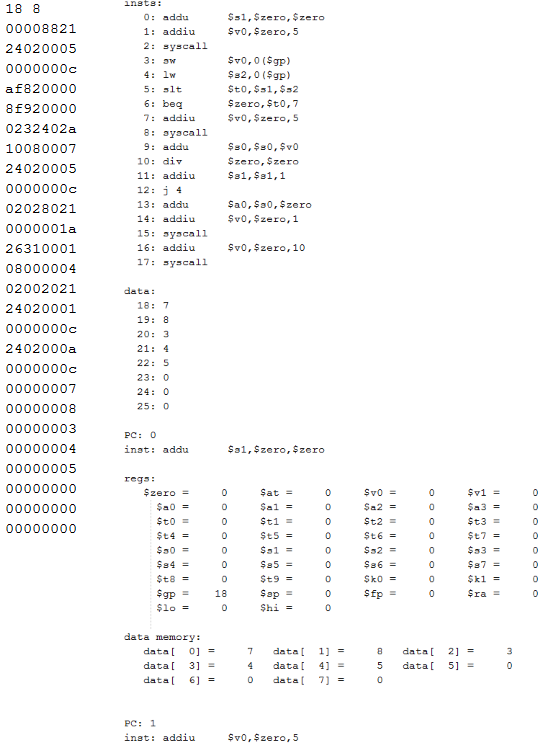 18 8
00008821
24020005
0000000c
af820000
8f920000
0232402a
10080007
24020005
0000000c
02028021
0000001a
26310001
08000004
02002021
24020001
0000000c
2402000a
0000000c
00000007
00000008
00000003
00000004
00000005
00000000
00000000
00000000
insts:
0: addu $s1,$zero,$zero
1: addiu $v0,$zero,5
2: syscall
3: sw $v0,0($gp)
4: lw $s2,0($gp)
5: slt $t0,$s1,$s2
6: beq $zero,$t0,7
7: addiu $v0,$zero,5
8: syscall
9: addu $s0,$s0,$v0
10: div $zero,$zero
11: addiu $s1,$s1,1
12: j 4
13: addu $a0,$s0,$zero
14: addiu $v0,$zero,1
15: syscall
16: addiu $v0,$zero,10
17: syscall
data:
18: 7
19: 8
20: 3
21: 4
22: 5
23: 0
24: 0
25: 0
PC: 0
inst: addu $s1,$zero,$zero
regs:
$zero = 0 $at = 0 $v0 = 0 $v1 = 0
$a0 = 0 $a1 = 0 $a2 = 0 $a3 = 0
$t0 = 0 $t1 = 0 $t2 = 0 $t3 = 0
$t4 = 0 $t5 = 0 $t6 = 0 $t7 = 0
$s0 = 0 $s1 = 0 $s2 = 0 $s3 = 0
$s4 = 0 $s5 = 0 $s6 = 0 $s7 = 0
$t8 = 0 $t9 = 0 $k0 = 0 $k1 = 0
$gp = 18 $sp = 0 $fp = 0 $ra = 0
$lo = 0 $hi = 0
data memory:
data[ 0] = 7 data[ 1] = 8 data[ 2] = 3
data[ 3] = 4 data[ 4] = 5 data[ 5] = 0
data[ 6] = 0 data[ 7] = 0
PC: 1
inst: addiu $v0,$zero,5